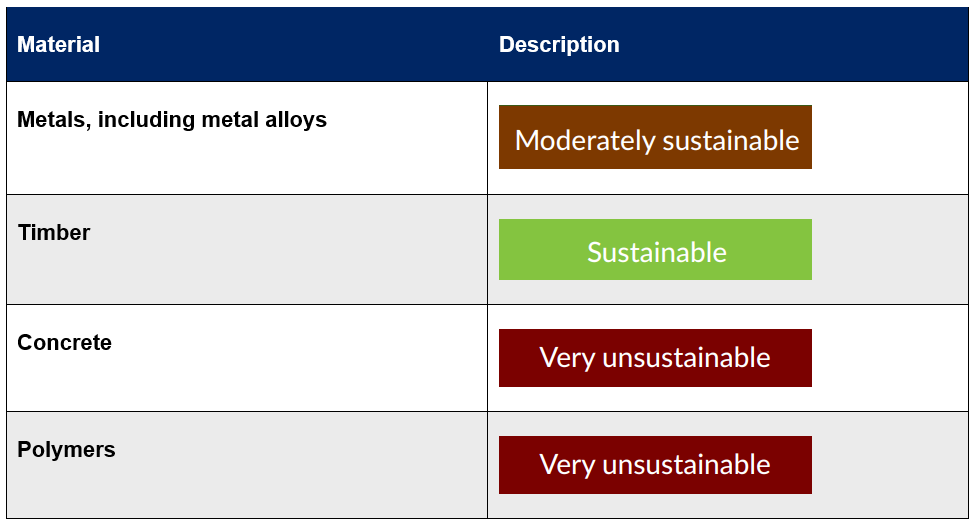 Material Description
Metals, including metal alloys Moderately sustainable
Timber Sustainable
Concrete Very unsustainable
Polymers Very unsustainable